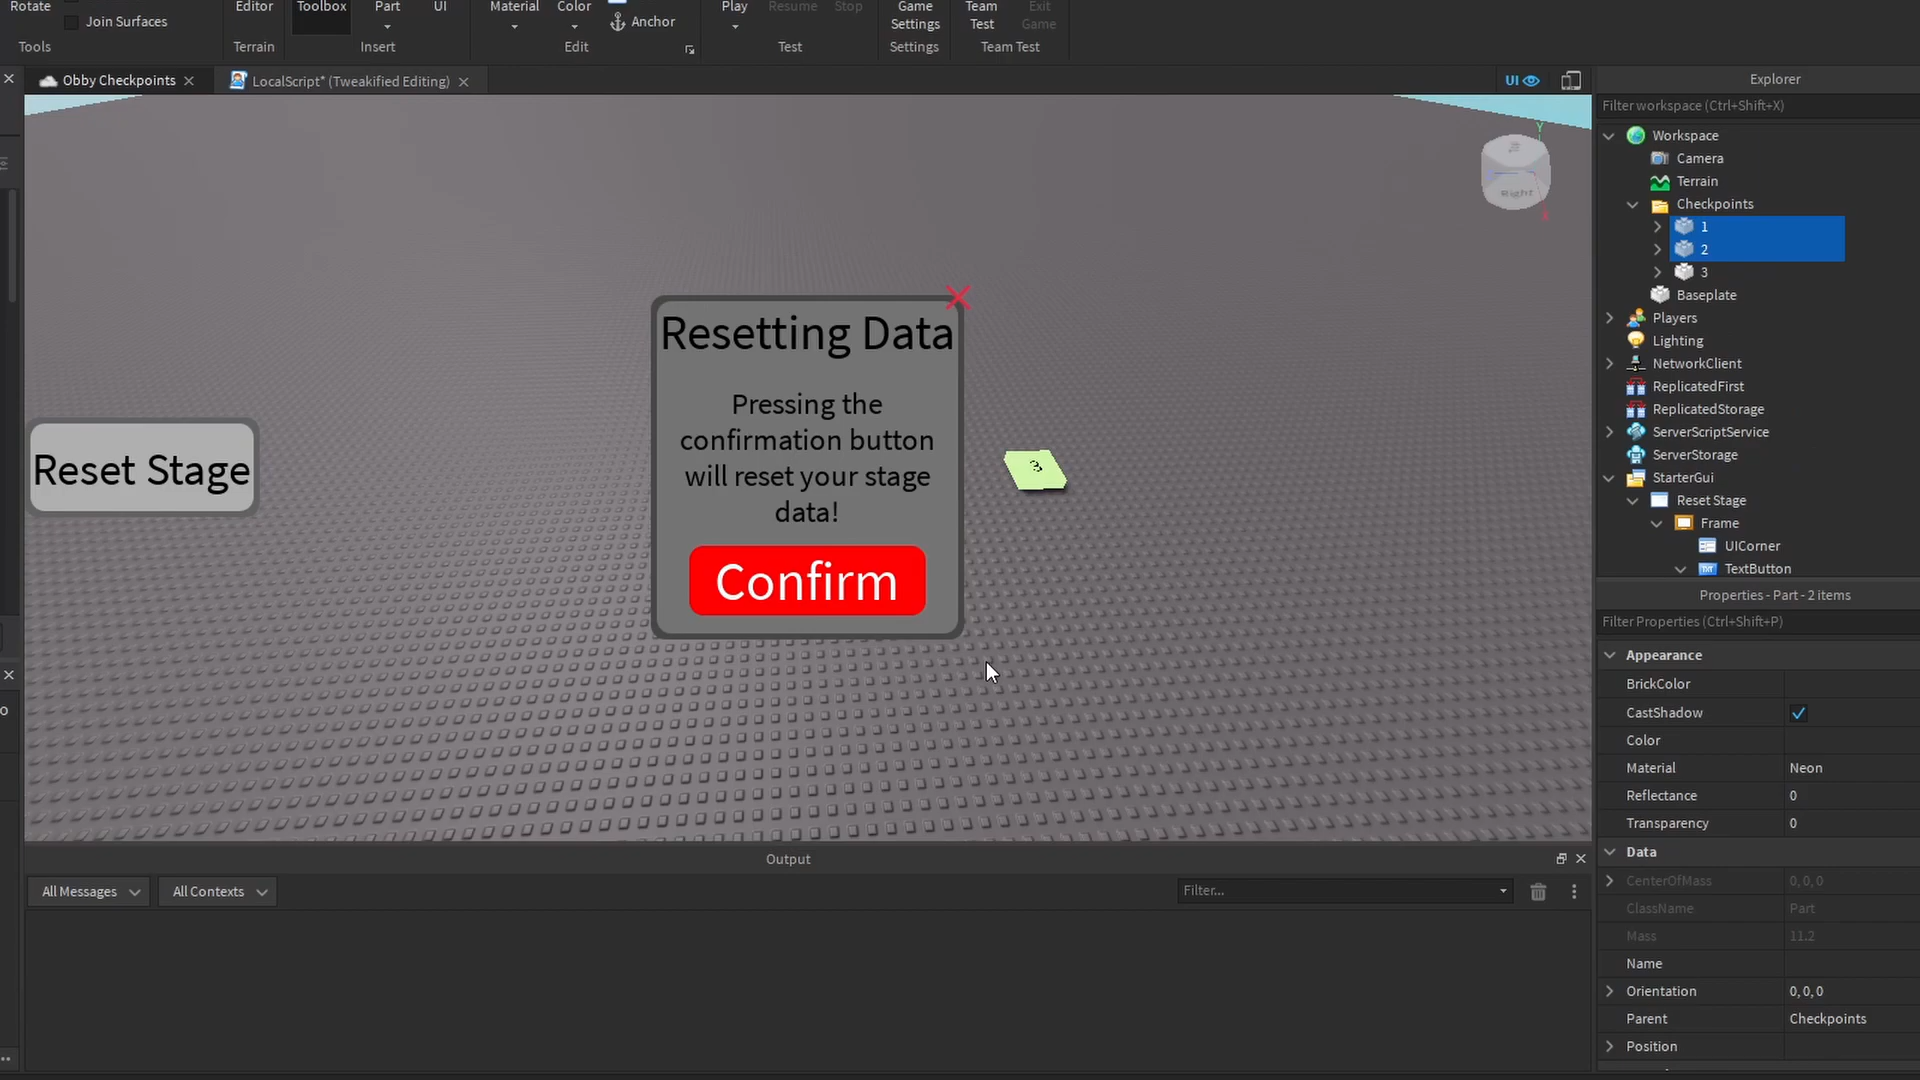 Rotate
Join Surfaces
Tools
Editor
Terrain
Toolbox
Part
UI
Insert
Material
Color
Anchor
Edit
Play
Resume
Stop
Test
Game
Settings
Settings
Team
Test
Exit
Game
Team Test
Obby Checkpoints
LocalScript* (Tweakified Editing)
UI
Right
Y
Reset Stage
Resetting Data
Pressing the
confirmation button
will reset your stage
data!
Confirm
3
Output
All Messages
All Contexts
Filter...
Explorer
Filter workspace (Ctrl+Shift+X)
Workspace
Camera
Terrain
Checkpoints
1
2
3
Baseplate
Players
Lighting
NetworkClient
ReplicatedFirst
ReplicatedStorage
ServerScriptService
ServerStorage
StarterGui
Reset Stage
Frame
UICorner
TextButton
Properties - Part - 2 items
Filter Properties (Ctrl+Shift+P)
Appearance
BrickColor
CastShadow
Color
Material Neon
Reflectance 0
Transparency 0
Data
CenterOfMass 0, 0, 0
ClassName Part
Mass 11.2
Name
Orientation 0, 0, 0
Parent Checkpoints
Position